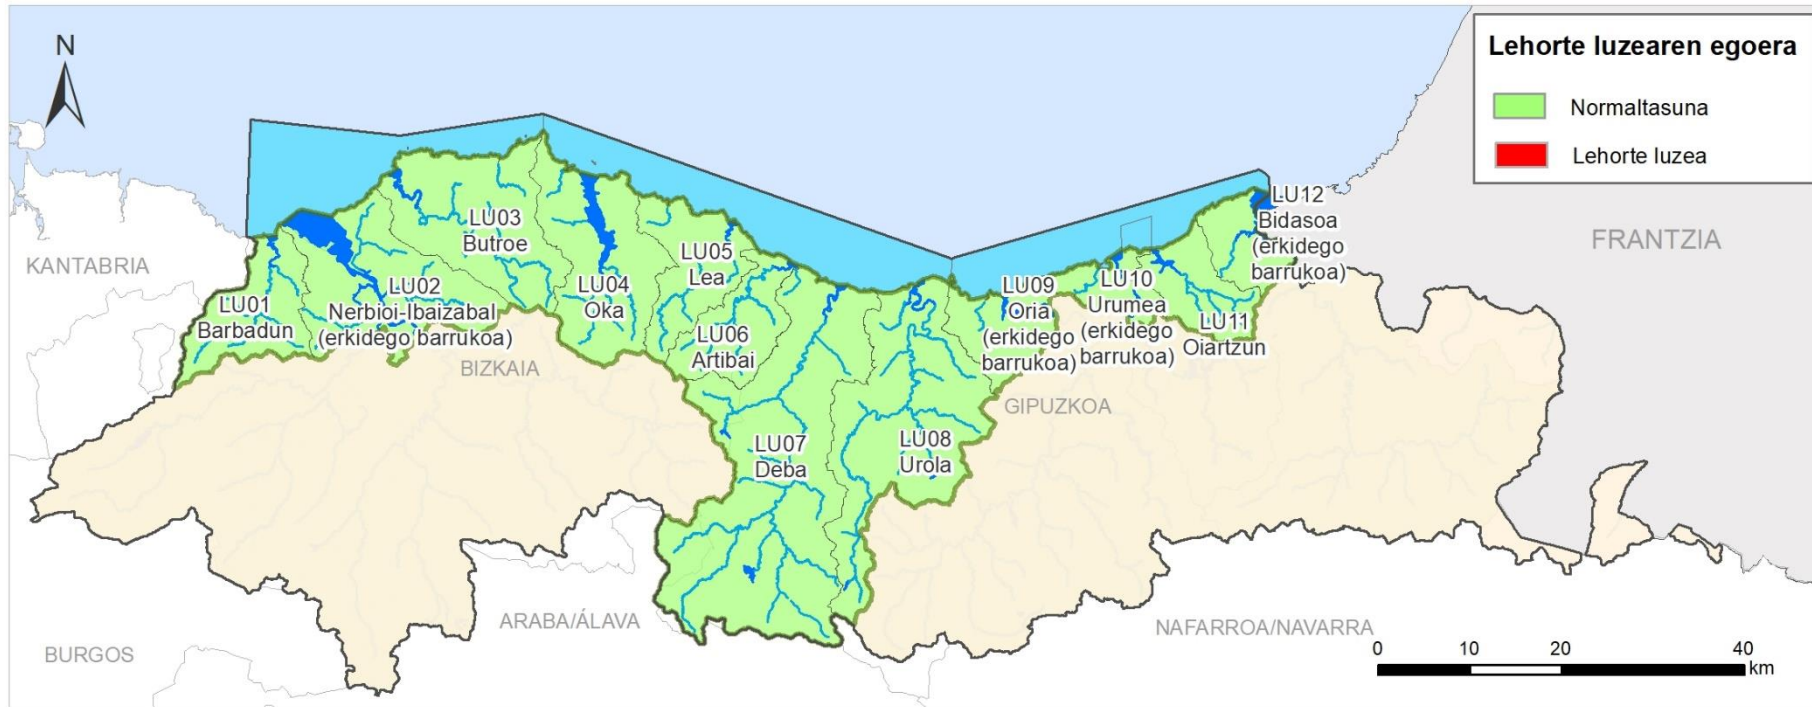 N
Lehorte luzearen egoera
Normaltasuna
Lehorte luzea
KANTABRIA
FRANTZIA
LU01
Barbadun
LU02
Nerbioi-Ibaizabal
(erkidego barrukoa)
LU03
Butroe
LU04
Oka
LU05
Lea
LU06
Artibai
LU07
Deba
LU08
Urola
LU09
Oria
(erkidego
barrukoa)
LU10
Urumea
(erkidego
barrukoa)
LU11
Oiartzun
LU12
Bidasoa
(erkidego
barrukoa)
BIZKAIA
GIPUZKOA
ARABA/ÁLAVA
NAFARROA/NAVARRA
BURGOS
0 10 20 40
km